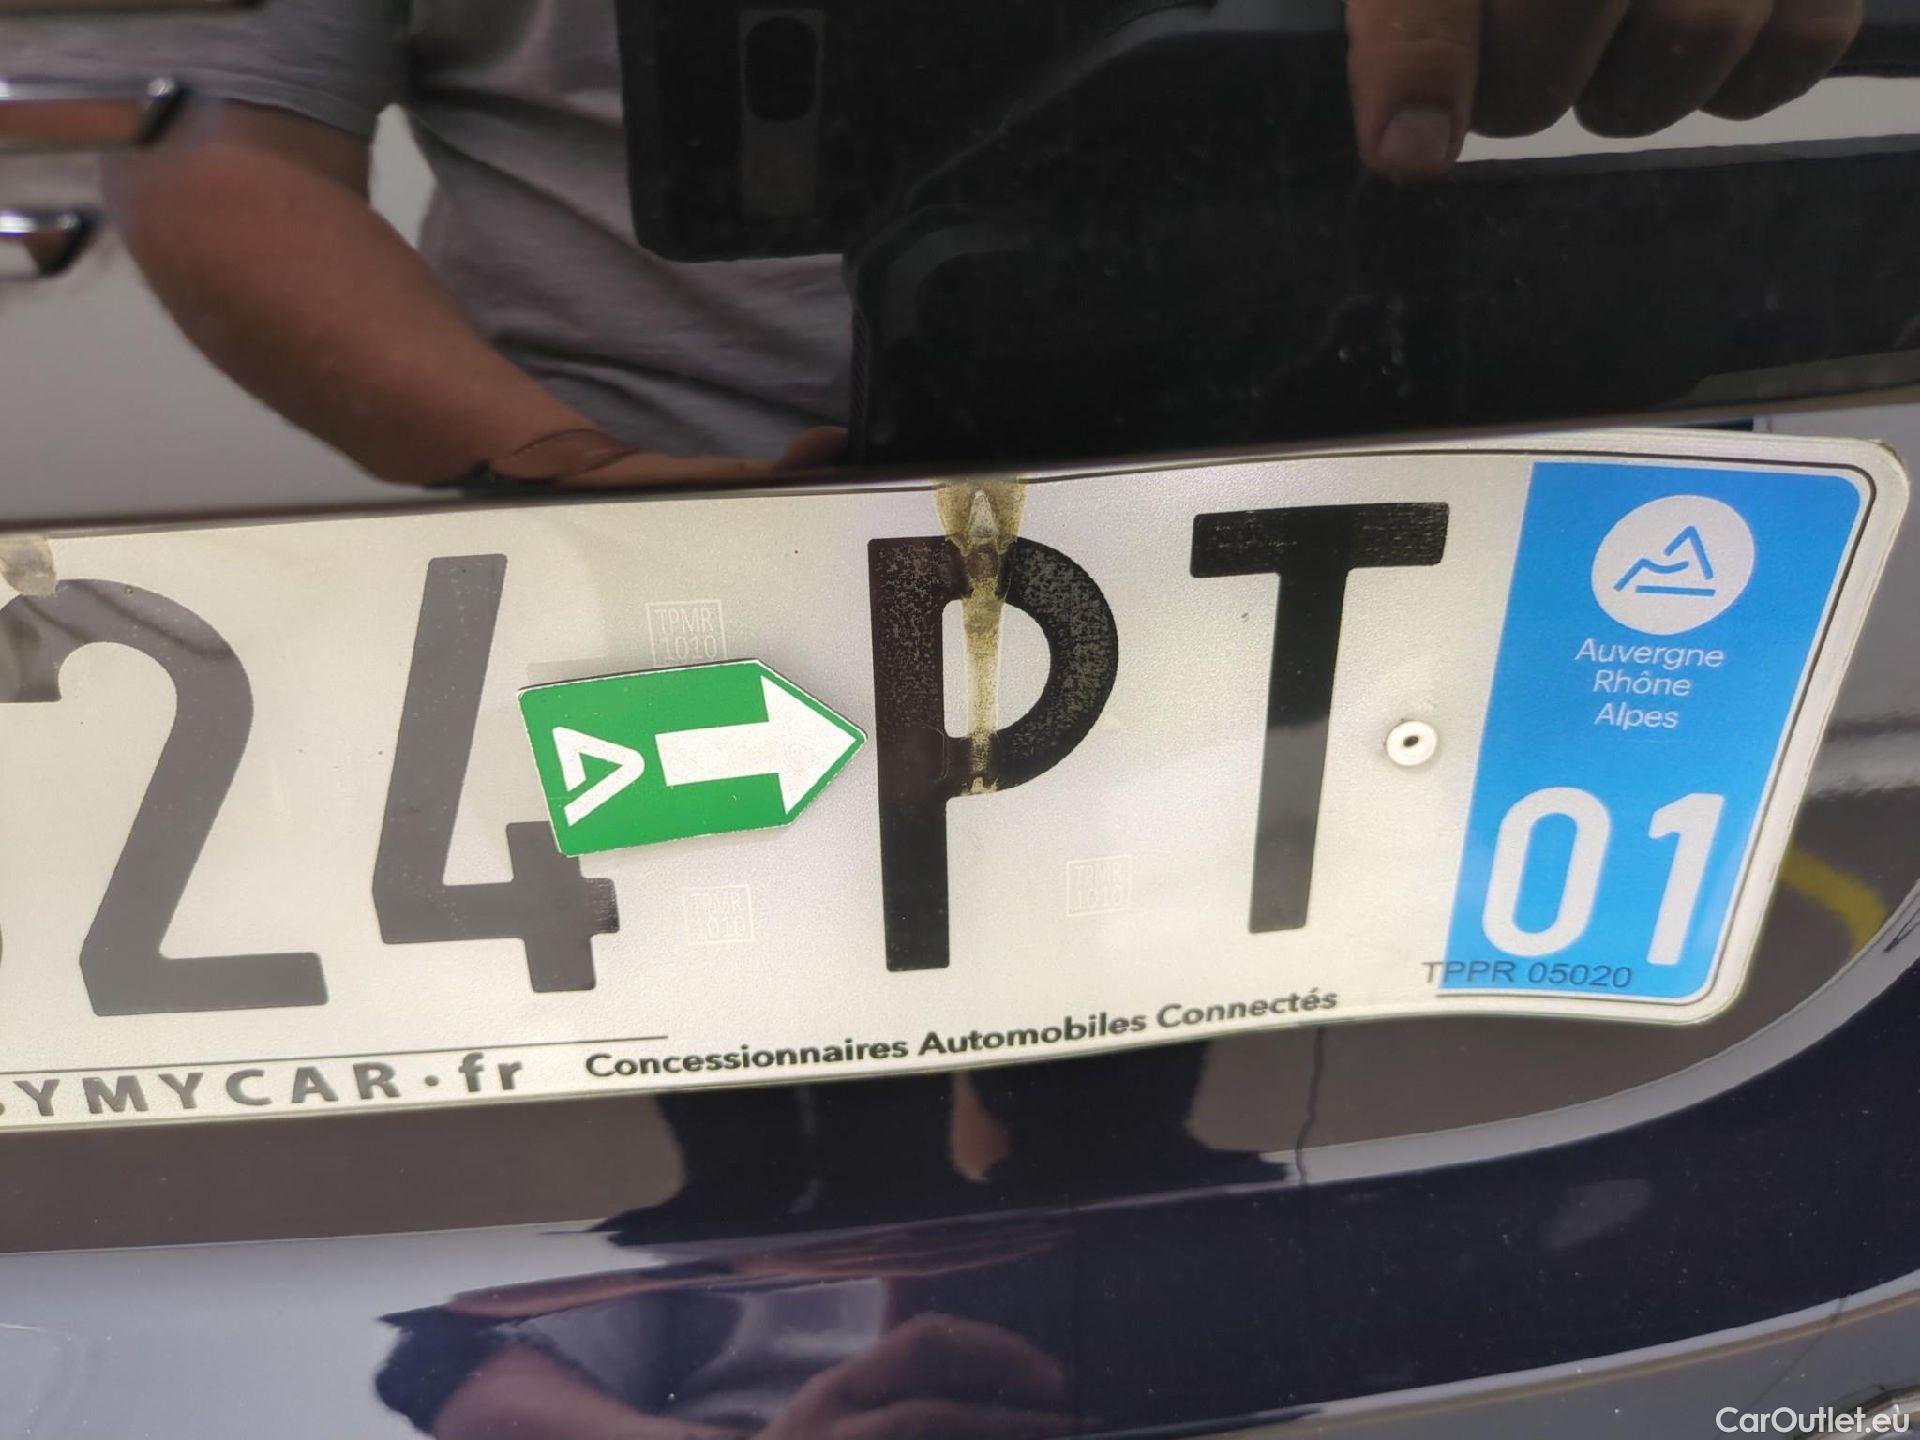 24 PT
TPMR
1010
TPMR
1010
TPMR
1010
Auvergne
Rhône
Alpes
01
TPPR 05020
YMYCAR.fr
Concessionnaires Automobiles Connectés
CarOutlet.eu